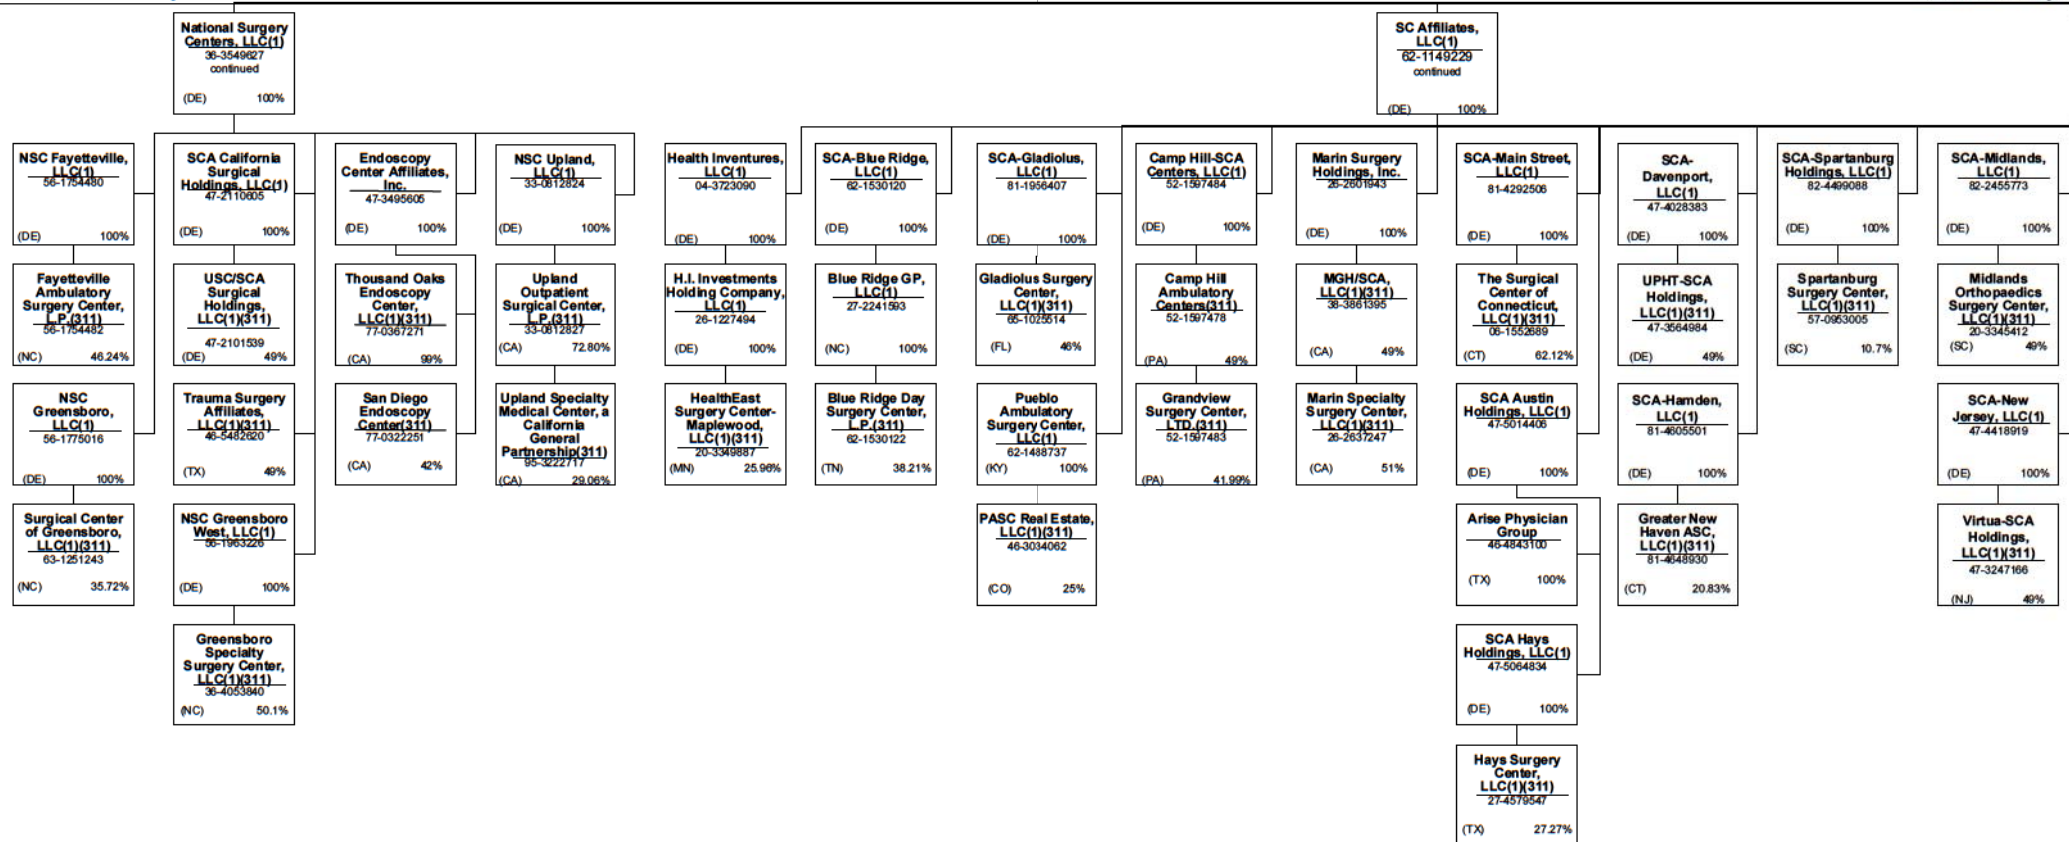 National Surgery
Centers, LLC(1)
36-3549627
continued
(DE) 100%
SC Affiliates,
LLC(1)
62-1149229
continued
(DE) 100%
NSC Fayetteville,
LLC(1)
56-1754480
(DE) 100%
SCA California
Surgical
Holdings, LLC(1)
47-2110605
(DE) 100%
Endoscopy
Center Affiliates,
Inc.
47-3495605
(DE) 100%
NSC Upland,
LLC(1)
33-0812824
(DE) 100%
Health Inventures,
LLC(1)
04-3723090
(DE) 100%
SCA-Blue Ridge,
LLC(1)
62-1530120
(DE) 100%
SCA-Gladiolus,
LLC(1)
81-1956407
(DE) 100%
Camp Hill-SCA
Centers, LLC(1)
52-1597484
(DE) 100%
Marin Surgery
Holdings, Inc.
26-2601943
(DE) 100%
SCA-Main Street,
LLC(1)
81-4292506
(DE) 100%
SCA-
Davenport,
LLC(1)
47-4028383
(DE) 100%
SCA-Spartanburg
Holdings, LLC(1)
82-4499088
(DE) 100%
SCA-Midlands,
LLC(1)
82-2455773
(DE) 100%
Fayetteville
Ambulatory
Surgery Center,
L.P.(311)
56-1754482
(NC) 46.24%
USC/SCA
Surgical
Holdings,
LLC(1)(311)
47-2101539
(DE) 49%
Thousand Oaks
Endoscopy
Center,
LLC(1)(311)
77-0367271
(CA) 99%
Upland
Outpatient
Surgical Center,
L.P.(311)
33-0812827
(CA) 72.80%
H.I. Investments
Holding Company,
LLC(1)
26-1227494
(DE) 100%
Blue Ridge GP,
LLC(1)
27-2241593
(NC) 100%
Gladiolus Surgery
Center,
LLC(1)(311)
65-1025514
(FL) 46%
Camp Hill
Ambulatory
Centers(311)
52-1597478
(PA) 49%
MGH/SCA,
LLC(1)(311)
38-3861395
(CA) 49%
The Surgical
Center of
Connecticut,
LLC(1)(311)
06-1552689
(CT) 62.12%
UPHT-SCA
Holdings,
LLC(1)(311)
47-3564984
(DE) 49%
Spartanburg
Surgery Center,
LLC(1)(311)
57-0953005
(SC) 10.7%
Midlands
Orthopaedics
Surgery Center,
LLC(1)(311)
20-3345412
(SC) 49%
NSC
Greensboro,
LLC(1)
56-1775016
(DE) 100%
Trauma Surgery
Affiliates,
LLC(1)(311)
46-5482620
(TX) 49%
San Diego
Endoscopy
Center(311)
77-0322251
(CA) 42%
Upland Specialty
Medical Center, a
California
General
Partnership(311)
95-3222717
(CA) 29.06%
HealthEast
Surgery Center-
Maplewood,
LLC(1)(311)
20-3349887
(MN) 25.96%
Blue Ridge Day
Surgery Center,
L.P.(311)
62-1530122
(TN) 38.21%
Pueblo
Ambulatory
Surgery Center,
LLC(1)
62-1488737
(KY) 100%
Grandview
Surgery Center,
LTD.(311)
52-1597483
(PA) 41.99%
Marin Specialty
Surgery Center,
LLC(1)(311)
26-2637247
(CA) 51%
SCA Austin
Holdings, LLC(1)
47-5014406
(DE) 100%
SCA-Hamden,
LLC(1)
81-4605501
(DE) 100%
SCA-New
Jersey, LLC(1)
47-4418919
(DE) 100%
Surgical Center
of Greensboro,
LLC(1)(311)
63-1251243
(NC) 35.72%
NSC Greensboro
West, LLC(1)
56-1963226
(DE) 100%
PASC Real Estate,
LLC(1)(311)
46-3034062
(CO) 25%
Arise Physician
Group
46-4843100
(TX) 100%
Greater New
Haven ASC,
LLC(1)(311)
81-4648930
(CT) 20.83%
Virtua-SCA
Holdings,
LLC(1)(311)
47-3247166
(NJ) 49%
Greensboro
Specialty
Surgery Center,
LLC(1)(311)
36-4053840
(NC) 50.1%
SCA Hays
Holdings, LLC(1)
47-5064834
(DE) 100%
Hays Surgery
Center,
LLC(1)(311)
27-4579547
(TX) 27.27%